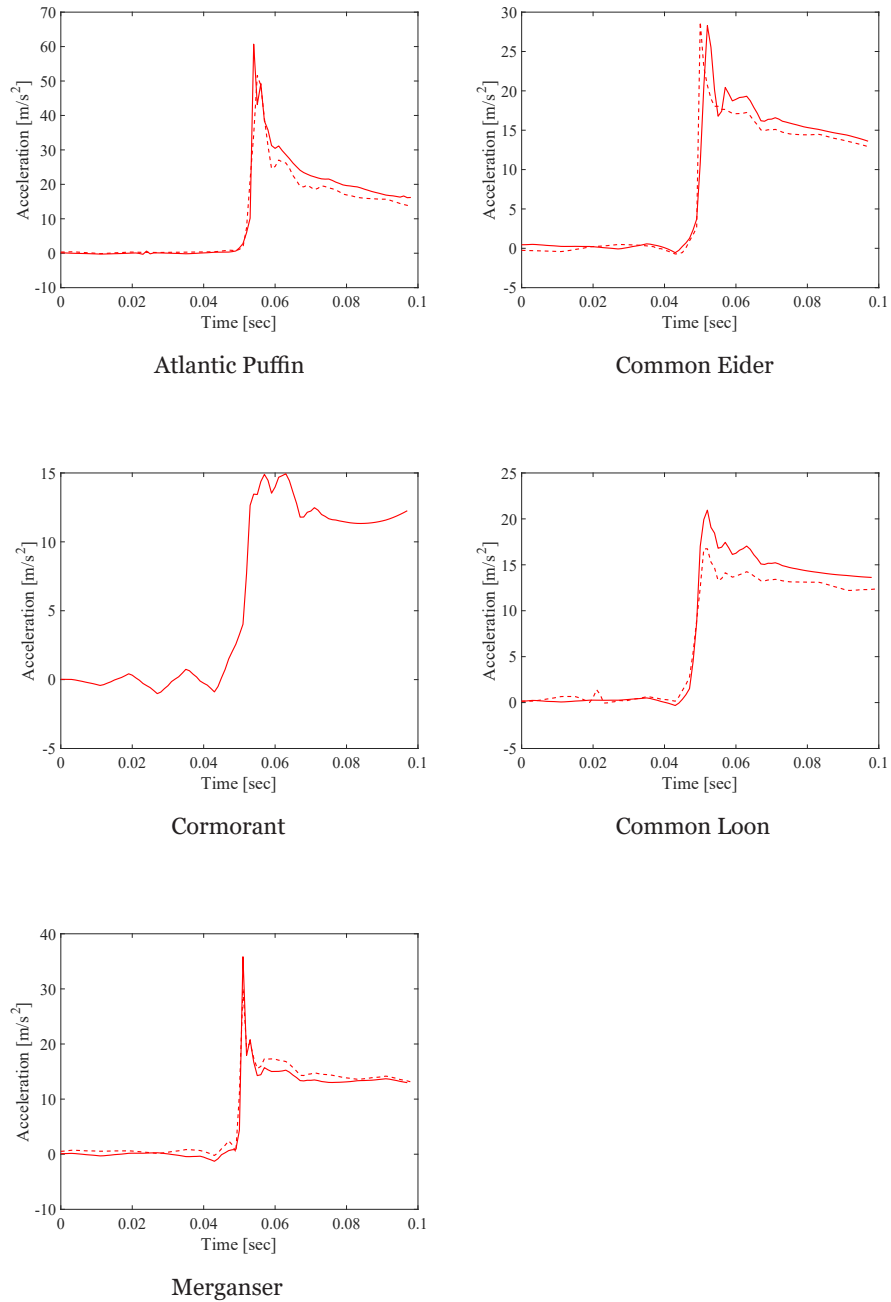 70
60
50
40
30
20
10
0
-10
Acceleration [m/s²]
0 0.02 0.04 0.06 0.08 0.1
Time [sec]
Atlantic Puffin
30
25
20
15
10
5
0
-5
Acceleration [m/s²]
0 0.02 0.04 0.06 0.08 0.1
Time [sec]
Common Eider
15
10
5
0
-5
Acceleration [m/s²]
0 0.02 0.04 0.06 0.08 0.1
Time [sec]
Cormorant
25
20
15
10
5
0
-5
Acceleration [m/s²]
0 0.02 0.04 0.06 0.08 0.1
Time [sec]
Common Loon
40
30
20
10
0
-10
Acceleration [m/s²]
0 0.02 0.04 0.06 0.08 0.1
Time [sec]
Merganser